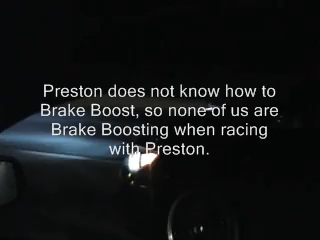 Preston does not know how to
Brake Boost, so none of us are
Brake Boosting when racing
with Preston.